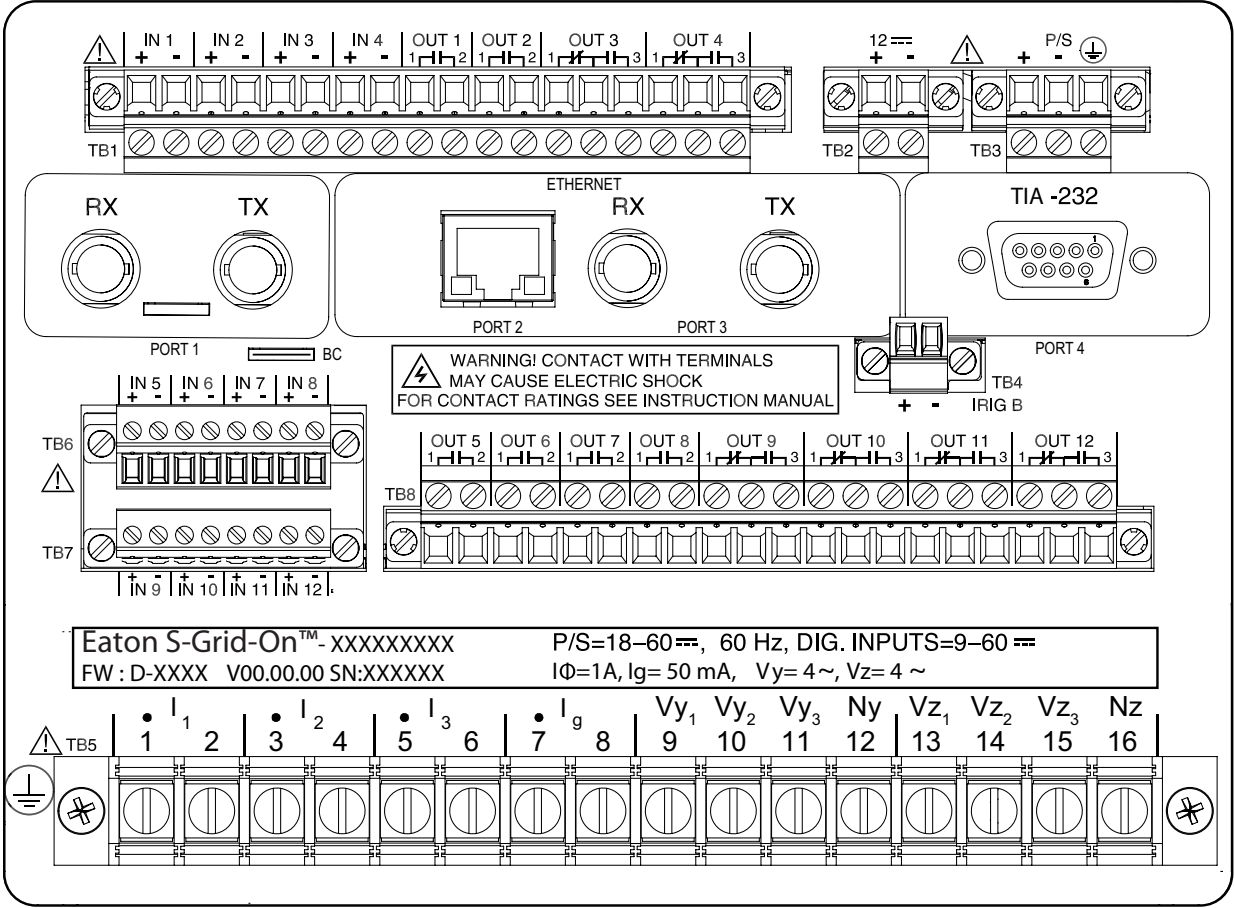 IN 1 IN 2 IN 3 IN 4 OUT 1 OUT 2 OUT 3 OUT 4 12 P/S
+ - + - + - + - 1 2 1 2 1 2 3 1 2 3 + - + -
TB1 TB2 TB3
ETHERNET
RX TX RX TX TIA -232
1
6
PORT 2 PORT 3
PORT 1 PORT 4
BC
WARNING! CONTACT WITH TERMINALS
MAY CAUSE ELECTRIC SHOCK
FOR CONTACT RATINGS SEE INSTRUCTION MANUAL
TB4
+ - IRIG B
IN 5 IN 6 IN 7 IN 8
+ - + - + - + -
TB6
TB7
+ - + - + - + -
IN 9 IN 10 IN 11 IN 12
OUT 5 OUT 6 OUT 7 OUT 8 OUT 9 OUT 10 OUT 11 OUT 12
1 2 1 2 1 2 1 2 1 2 3 1 2 3 1 2 3 1 2 3
TB8
Eaton S-Grid-On™- XXXXXXXXX P/S=18–60⎓, 60 Hz, DIG. INPUTS=9–60 ⎓
FW : D-XXXX V00.00.00 SN:XXXXXX IΦ=1A, Ig= 50 mA, Vy= 4 ~, Vz= 4 ~
• I1 • I2 • I3 • Ig Vy1 Vy2 Vy3 Ny Vz1 Vz2 Vz3 Nz
TB5 1 2 3 4 5 6 7 8 9 10 11 12 13 14 15 16